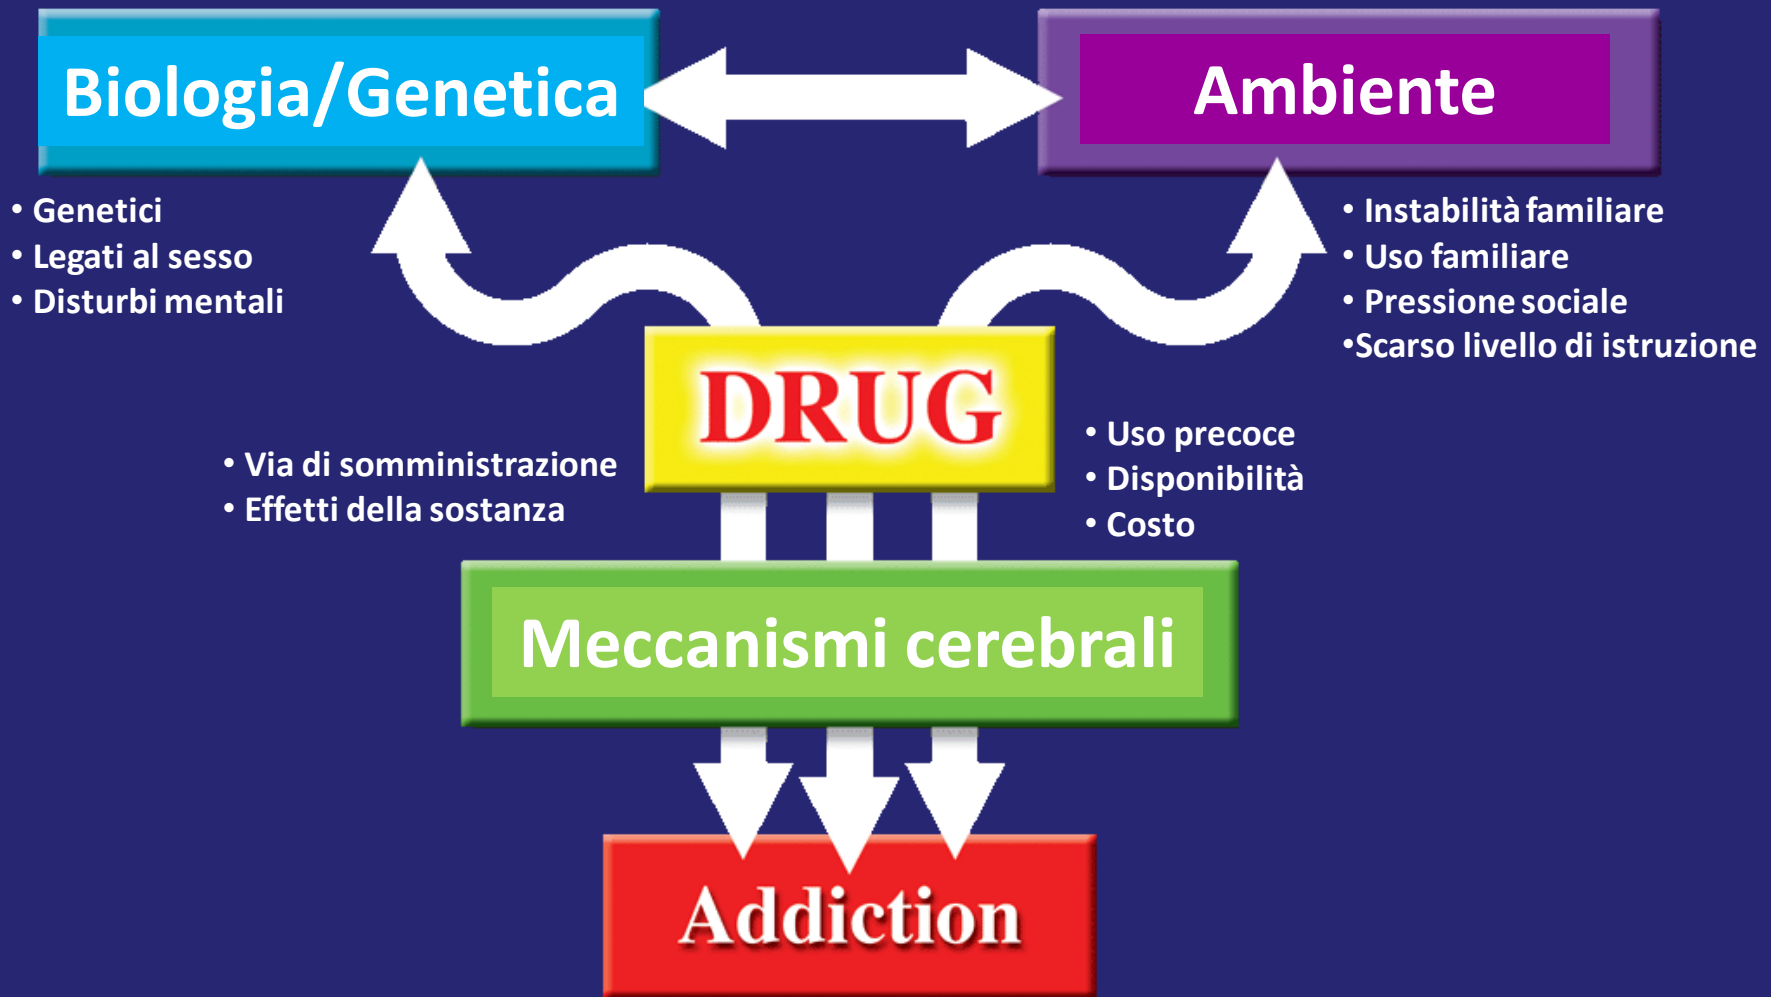 Biologia/Genetica
Ambiente
• Genetici
• Legati al sesso
• Disturbi mentali
• Instabilità familiare
• Uso familiare
• Pressione sociale
•Scarso livello di istruzione
DRUG
• Via di somministrazione
• Effetti della sostanza
• Uso precoce
• Disponibilità
• Costo
Meccanismi cerebrali
Addiction